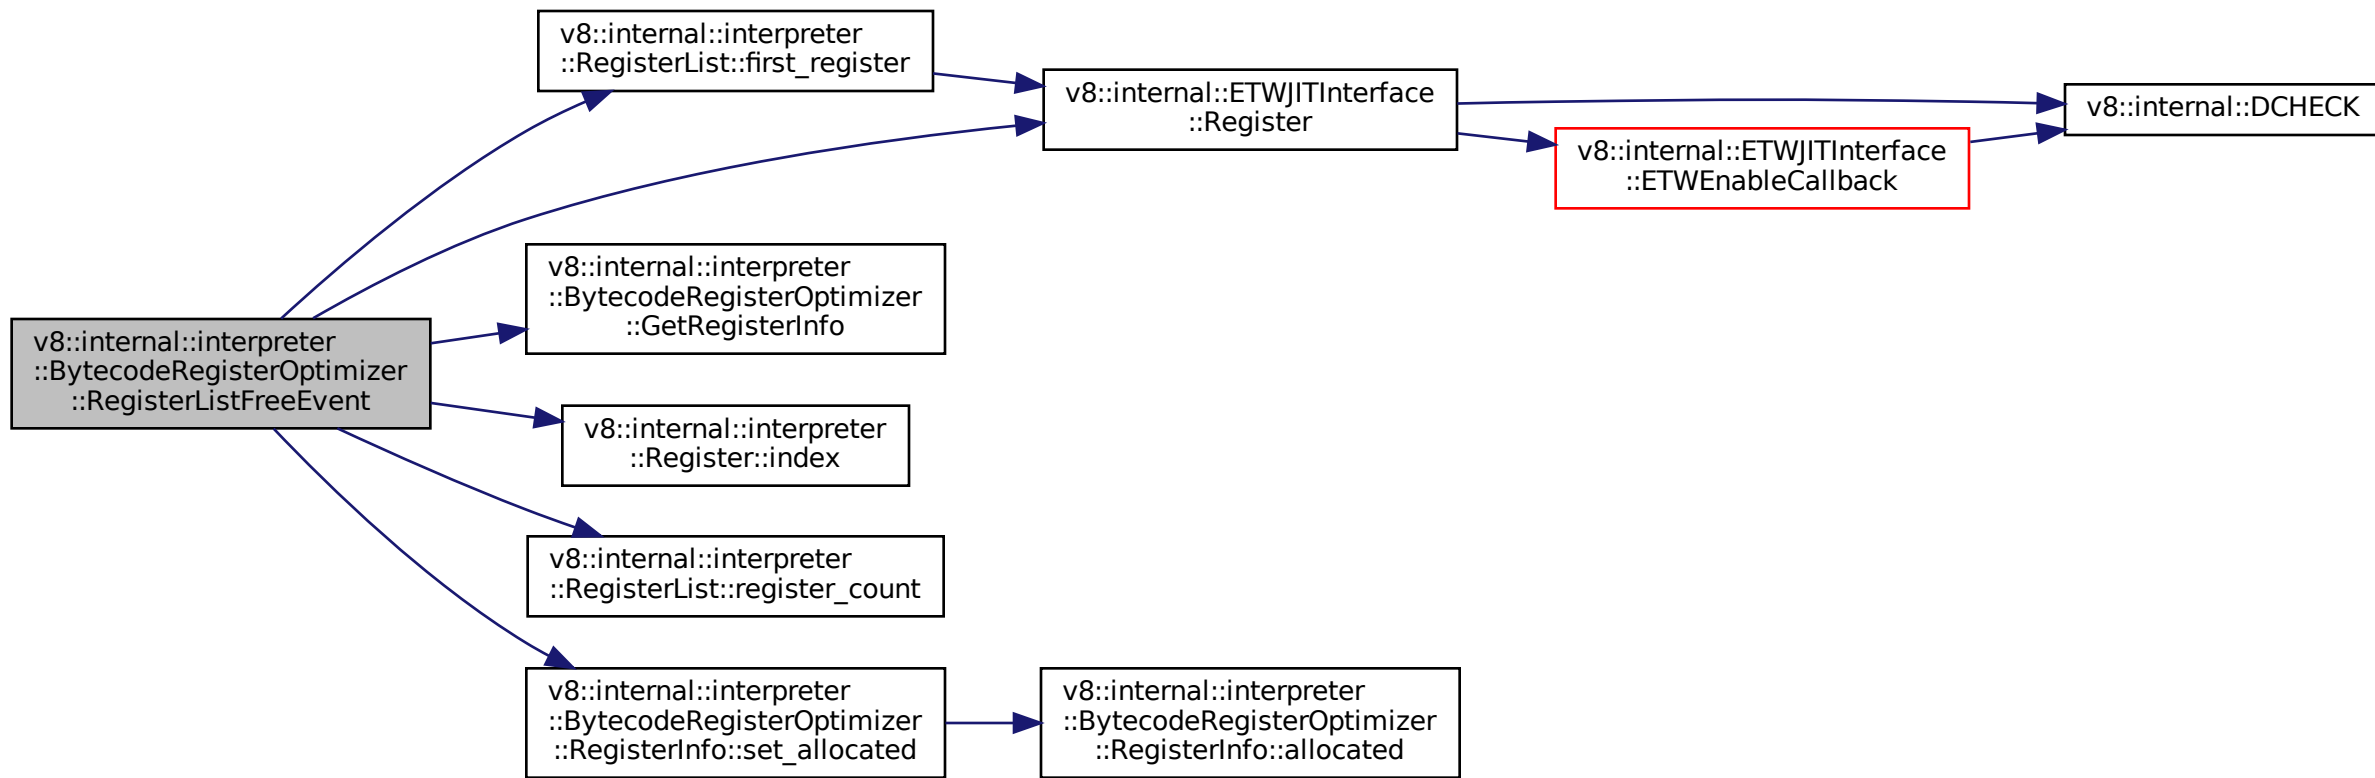 v8::internal::interpreter
::RegisterList::first_register
v8::internal::ETWJITInterface
::Register
v8::internal::DCHECK
v8::internal::ETWJITInterface
::ETWEnableCallback
v8::internal::interpreter
::BytecodeRegisterOptimizer
::GetRegisterInfo
v8::internal::interpreter
::BytecodeRegisterOptimizer
::RegisterListFreeEvent
v8::internal::interpreter
::Register::index
v8::internal::interpreter
::RegisterList::register_count
v8::internal::interpreter
::BytecodeRegisterOptimizer
::RegisterInfo::set_allocated
v8::internal::interpreter
::BytecodeRegisterOptimizer
::RegisterInfo::allocated